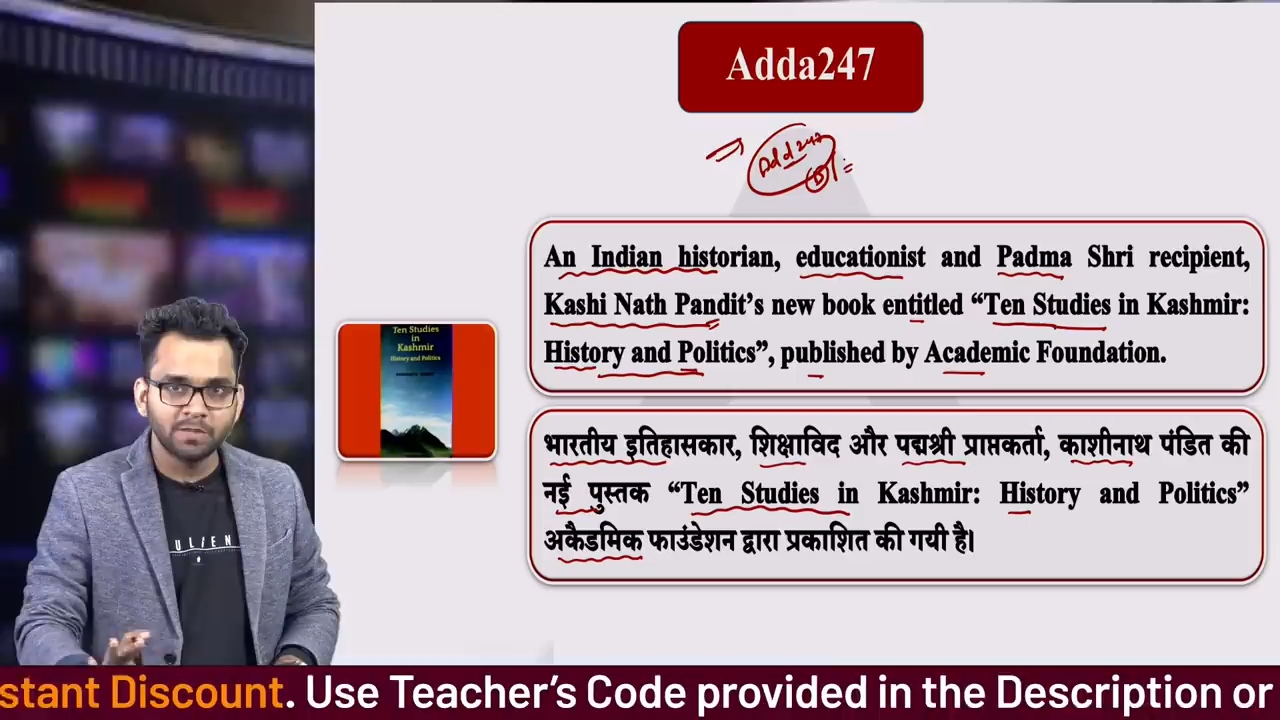 Adda247
Add247
An Indian historian, educationist and Padma Shri recipient,
Kashi Nath Pandit's new book entitled “Ten Studies in Kashmir:
History and Politics”, published by Academic Foundation.
Ten Studies
in
Kashmir
History and Politics
भारतीय इतिहासकार, शिक्षाविद और पद्मश्री प्राप्तकर्ता, काशीनाथ पंडित की
नई पुस्तक “Ten Studies in Kashmir: History and Politics”
अकैडमिक फाउंडेशन द्वारा प्रकाशित की गयी है।
ULIEN
stant Discount. Use Teacher's Code provided in the Description or